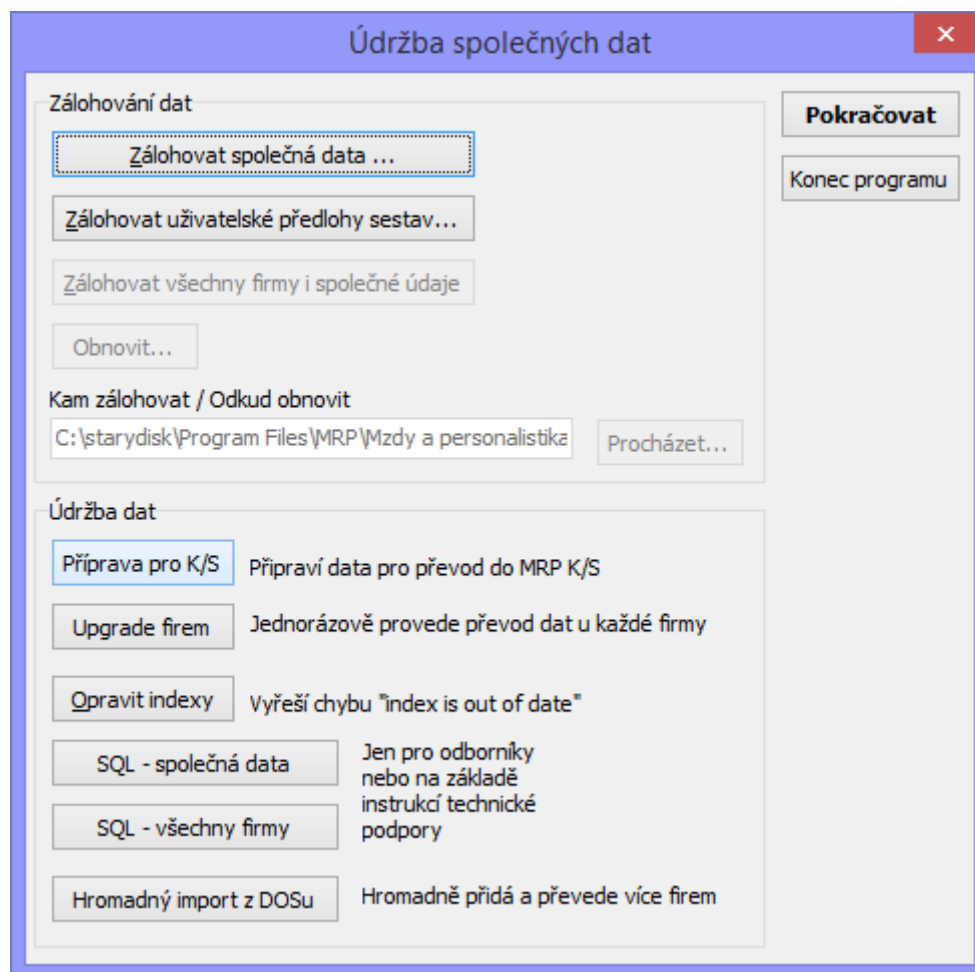 Údržba společných dat
Zálohování dat
Zálohovat společná data ...
Zálohovat uživatelské předlohy sestav...
Zálohovat všechny firmy i společné údaje
Obnovit...
Kam zálohovat / Odkud obnovit
C:\starydisk\Program Files\MRP\Mzdy a personalistika
Procházet...
Pokračovat
Konec programu
Údržba dat
Příprava pro K/S
Připraví data pro převod do MRP K/S
Upgrade firem
Jednorázově provede převod dat u každé firmy
Opravit indexy
Vyřeší chybu "index is out of date"
SQL - společná data
SQL - všechny firmy
Jen pro odborníky
nebo na základě
instrukcí technické
podpory
Hromadný import z DOSu
Hromadně přidá a převede více firem